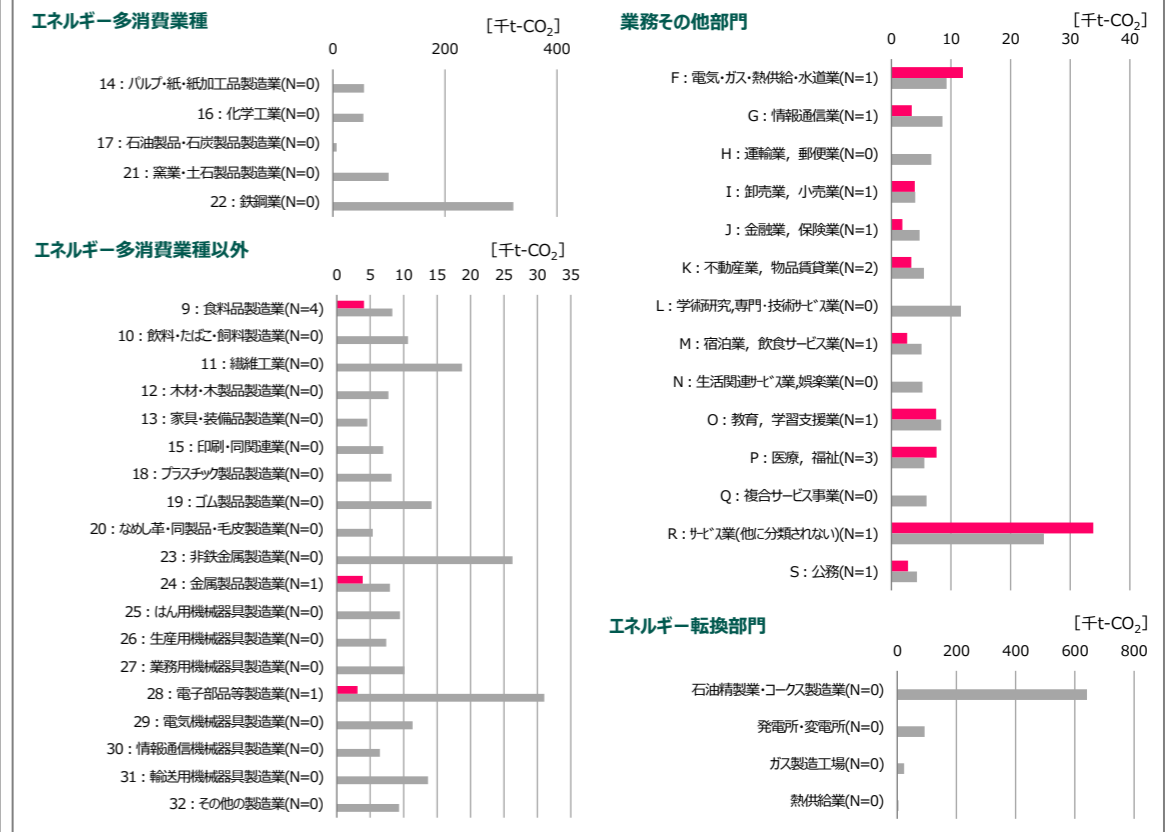 エネルギー多消費業種
[千t-CO2]
0 200 400
14：パルプ・紙・紙加工品製造業(N=0)
16：化学工業(N=0)
17：石油製品・石炭製品製造業(N=0)
21：窯業・土石製品製造業(N=0)
22：鉄鋼業(N=0)
エネルギー多消費業種以外
[千t-CO2]
0 5 10 15 20 25 30 35
9：食料品製造業(N=4)
10：飲料・たばこ・飼料製造業(N=0)
11：繊維工業(N=0)
12：木材・木製品製造業(N=0)
13：家具・装備品製造業(N=0)
15：印刷・同関連業(N=0)
18：プラスチック製品製造業(N=0)
19：ゴム製品製造業(N=0)
20：なめし革・同製品・毛皮製造業(N=0)
23：非鉄金属製造業(N=0)
24：金属製品製造業(N=1)
25：はん用機械器具製造業(N=0)
26：生産用機械器具製造業(N=0)
27：業務用機械器具製造業(N=0)
28：電子部品等製造業(N=1)
29：電気機械器具製造業(N=0)
30：情報通信機械器具製造業(N=0)
31：輸送用機械器具製造業(N=0)
32：その他の製造業(N=0)
業務その他部門
[千t-CO2]
0 10 20 30 40
F：電気・ガス・熱供給・水道業(N=1)
G：情報通信業(N=1)
H：運輸業，郵便業(N=0)
I：卸売業，小売業(N=1)
J：金融業，保険業(N=1)
K：不動産業，物品賃貸業(N=2)
L：学術研究,専門・技術ｻｰﾋﾞｽ業(N=0)
M：宿泊業，飲食サービス業(N=1)
N：生活関連ｻｰﾋﾞｽ業,娯楽業(N=0)
O：教育，学習支援業(N=1)
P：医療，福祉(N=3)
Q：複合サービス事業(N=0)
R：ｻｰﾋﾞｽ業(他に分類されない)(N=1)
S：公務(N=1)
エネルギー転換部門
[千t-CO2]
0 200 400 600 800
石油精製業・コークス製造業(N=0)
発電所・変電所(N=0)
ガス製造工場(N=0)
熱供給業(N=0)